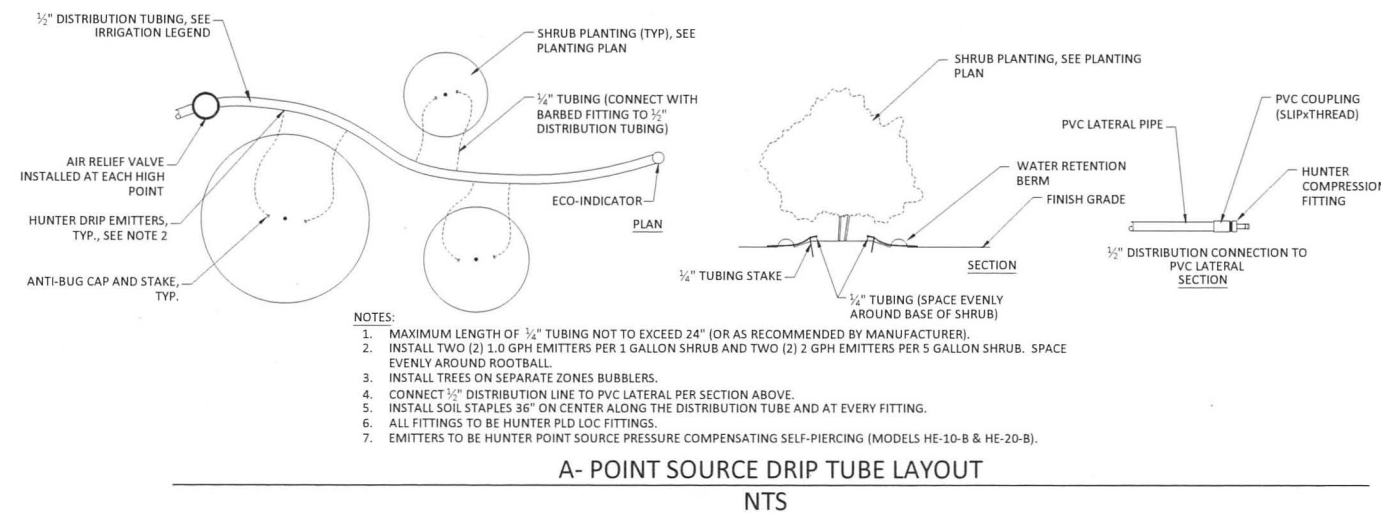 ½" DISTRIBUTION TUBING, SEE
IRRIGATION LEGEND
AIR RELIEF VALVE
INSTALLED AT EACH HIGH
POINT
HUNTER DRIP EMITTERS,
TYP., SEE NOTE 2
ANTI-BUG CAP AND STAKE,
TYP.
SHRUB PLANTING (TYP), SEE
PLANTING PLAN
¼" TUBING (CONNECT WITH
BARBED FITTING TO ½"
DISTRIBUTION TUBING)
ECO-INDICATOR
PLAN
SHRUB PLANTING, SEE PLANTING
PLAN
WATER RETENTION
BERM
FINISH GRADE
SECTION
¼" TUBING STAKE
¼" TUBING (SPACE EVENLY
AROUND BASE OF SHRUB)
PVC LATERAL PIPE
PVC COUPLING
(SLIPxTHREAD)
HUNTER
COMPRESSION
FITTING
½" DISTRIBUTION CONNECTION TO
PVC LATERAL
SECTION
NOTES:
1. MAXIMUM LENGTH OF ¼" TUBING NOT TO EXCEED 24" (OR AS RECOMMENDED BY MANUFACTURER).
2. INSTALL TWO (2) 1.0 GPH EMITTERS PER 1 GALLON SHRUB AND TWO (2) 2 GPH EMITTERS PER 5 GALLON SHRUB. SPACE
EVENLY AROUND ROOTBALL.
3. INSTALL TREES ON SEPARATE ZONES BUBBLERS.
4. CONNECT ½" DISTRIBUTION LINE TO PVC LATERAL PER SECTION ABOVE.
5. INSTALL SOIL STAPLES 36" ON CENTER ALONG THE DISTRIBUTION TUBE AND AT EVERY FITTING.
6. ALL FITTINGS TO BE HUNTER PLD LOC FITTINGS.
7. EMITTERS TO BE HUNTER POINT SOURCE PRESSURE COMPENSATING SELF-PIERCING (MODELS HE-10-B & HE-20-B).
A- POINT SOURCE DRIP TUBE LAYOUT
NTS